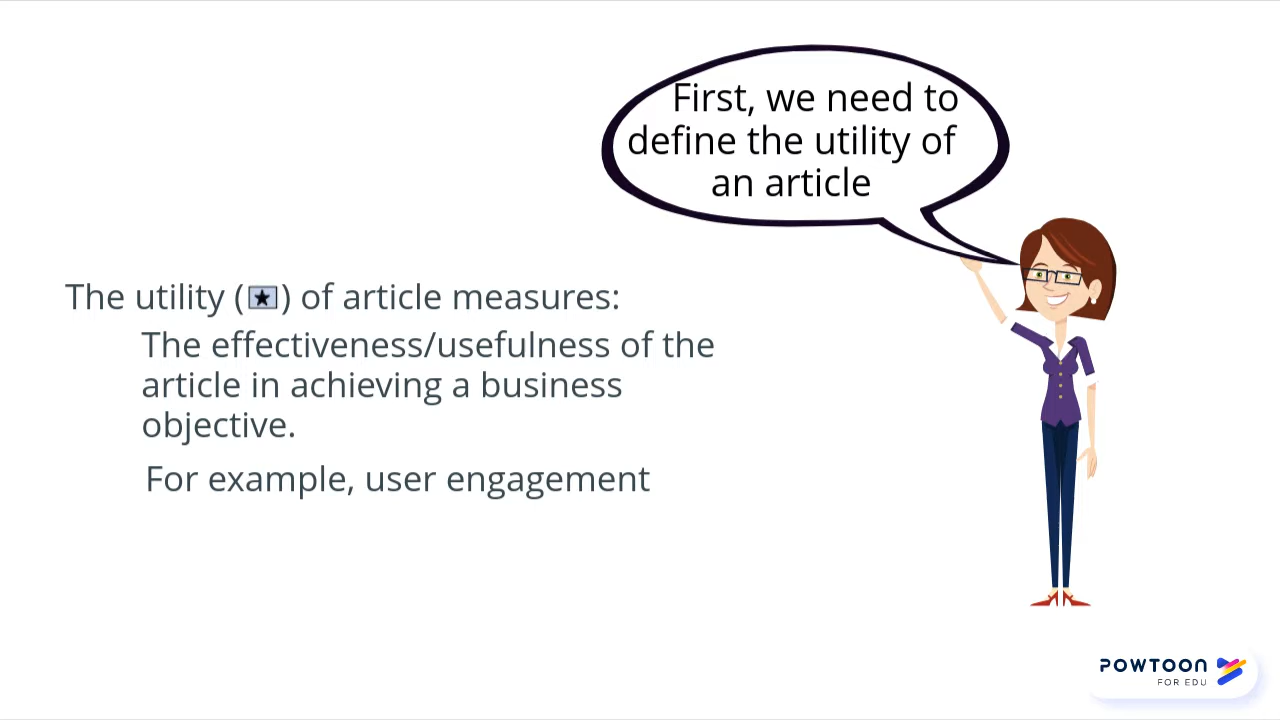 First, we need to
define the utility of
an article
The utility (★) of article measures:
The effectiveness/usefulness of the
article in achieving a business
objective.
For example, user engagement
POWTOON
FOR EDU